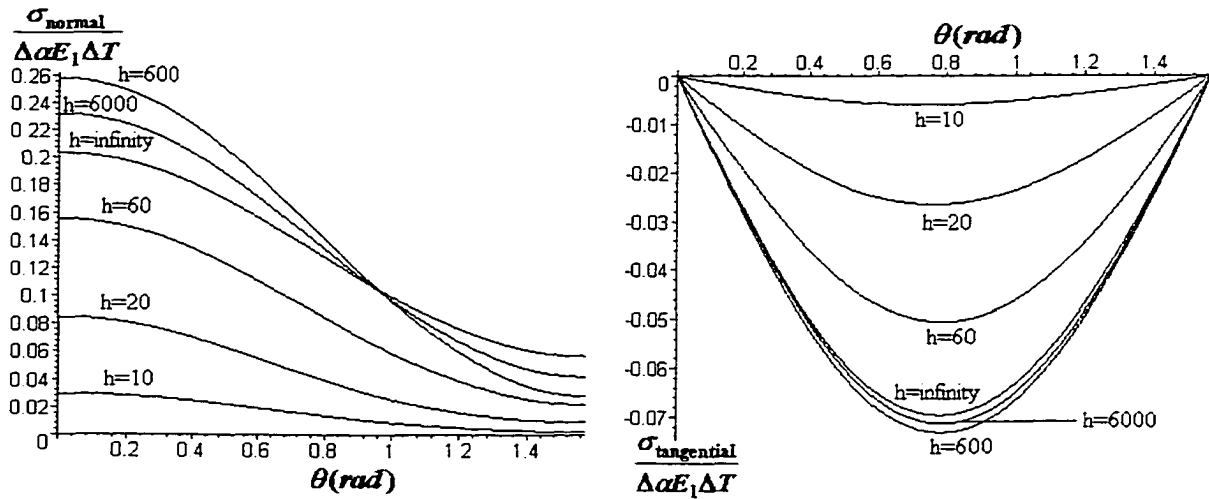 σnormal
ΔαE1ΔT
0.26
0.24
0.22
0.2
0.18
0.16
0.14
0.12
0.1
0.08
0.06
0.04
0.02
0
h=600
h=6000
h=infinity
h=60
h=20
h=10
0.2 0.4 0.6 0.8 1 1.2 1.4
θ(rad)
θ(rad)
0.2 0.4 0.6 0.8 1 1.2 1.4
0
-0.01
-0.02
-0.03
-0.04
-0.05
-0.06
-0.07
h=10
h=20
h=60
h=infinity
h=6000
h=600
σtangential
ΔαE1ΔT